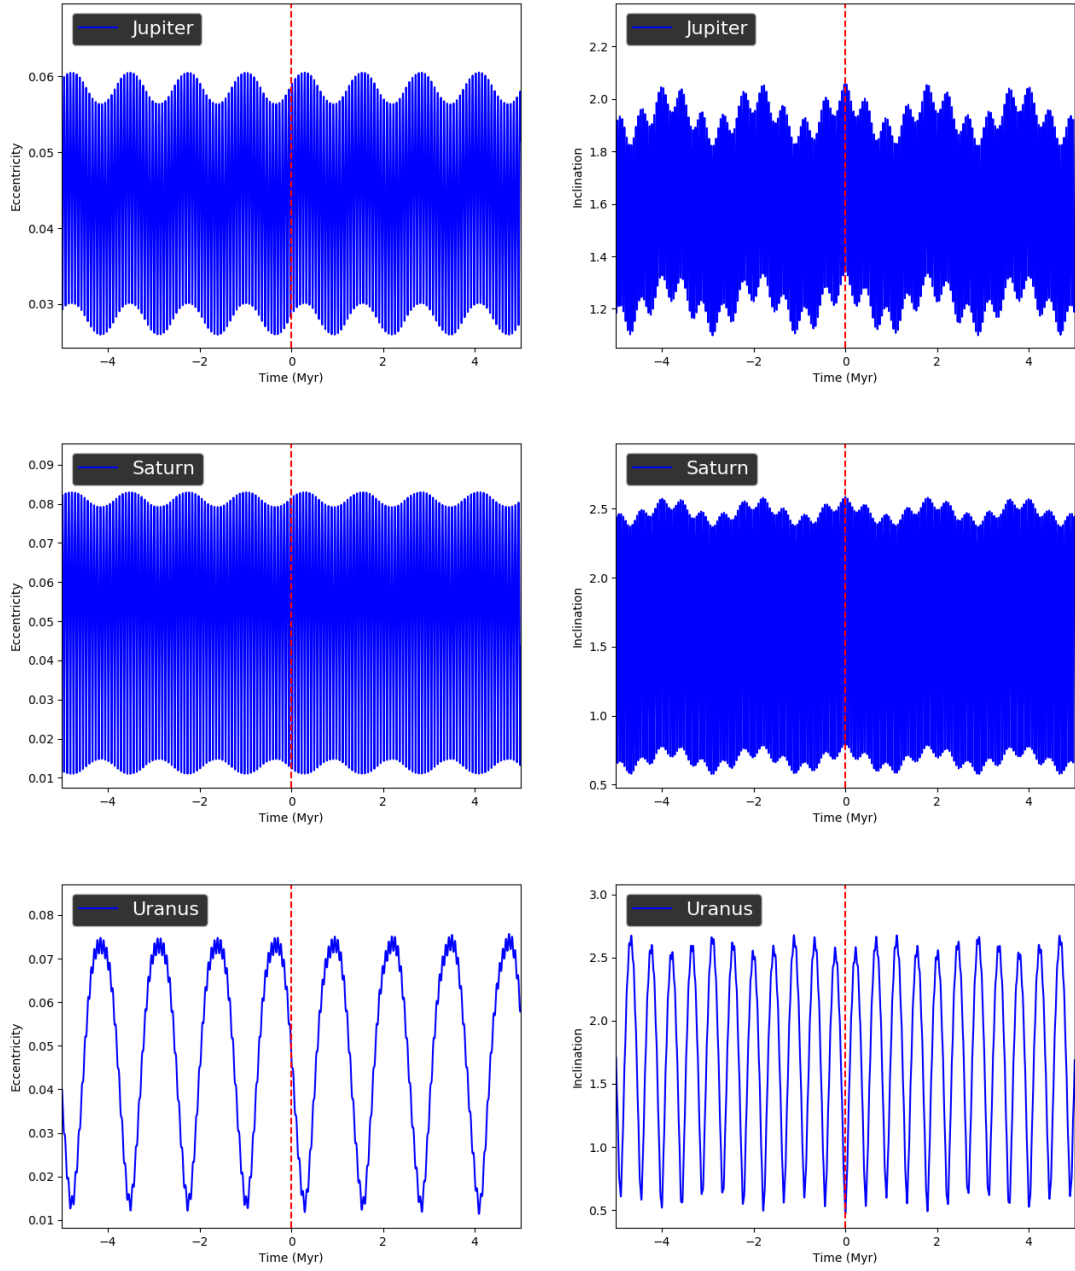 Jupiter
0.06
0.05
0.04
0.03
Eccentricity
−4 −2 0 2 4
Time (Myr)
Jupiter
2.2
2.0
1.8
1.6
1.4
1.2
Inclination
−4 −2 0 2 4
Time (Myr)
Saturn
0.09
0.08
0.07
0.06
0.05
0.04
0.03
0.02
0.01
Eccentricity
−4 −2 0 2 4
Time (Myr)
Saturn
2.5
2.0
1.5
1.0
0.5
Inclination
−4 −2 0 2 4
Time (Myr)
Uranus
0.08
0.07
0.06
0.05
0.04
0.03
0.02
0.01
Eccentricity
−4 −2 0 2 4
Time (Myr)
Uranus
3.0
2.5
2.0
1.5
1.0
0.5
Inclination
−4 −2 0 2 4
Time (Myr)